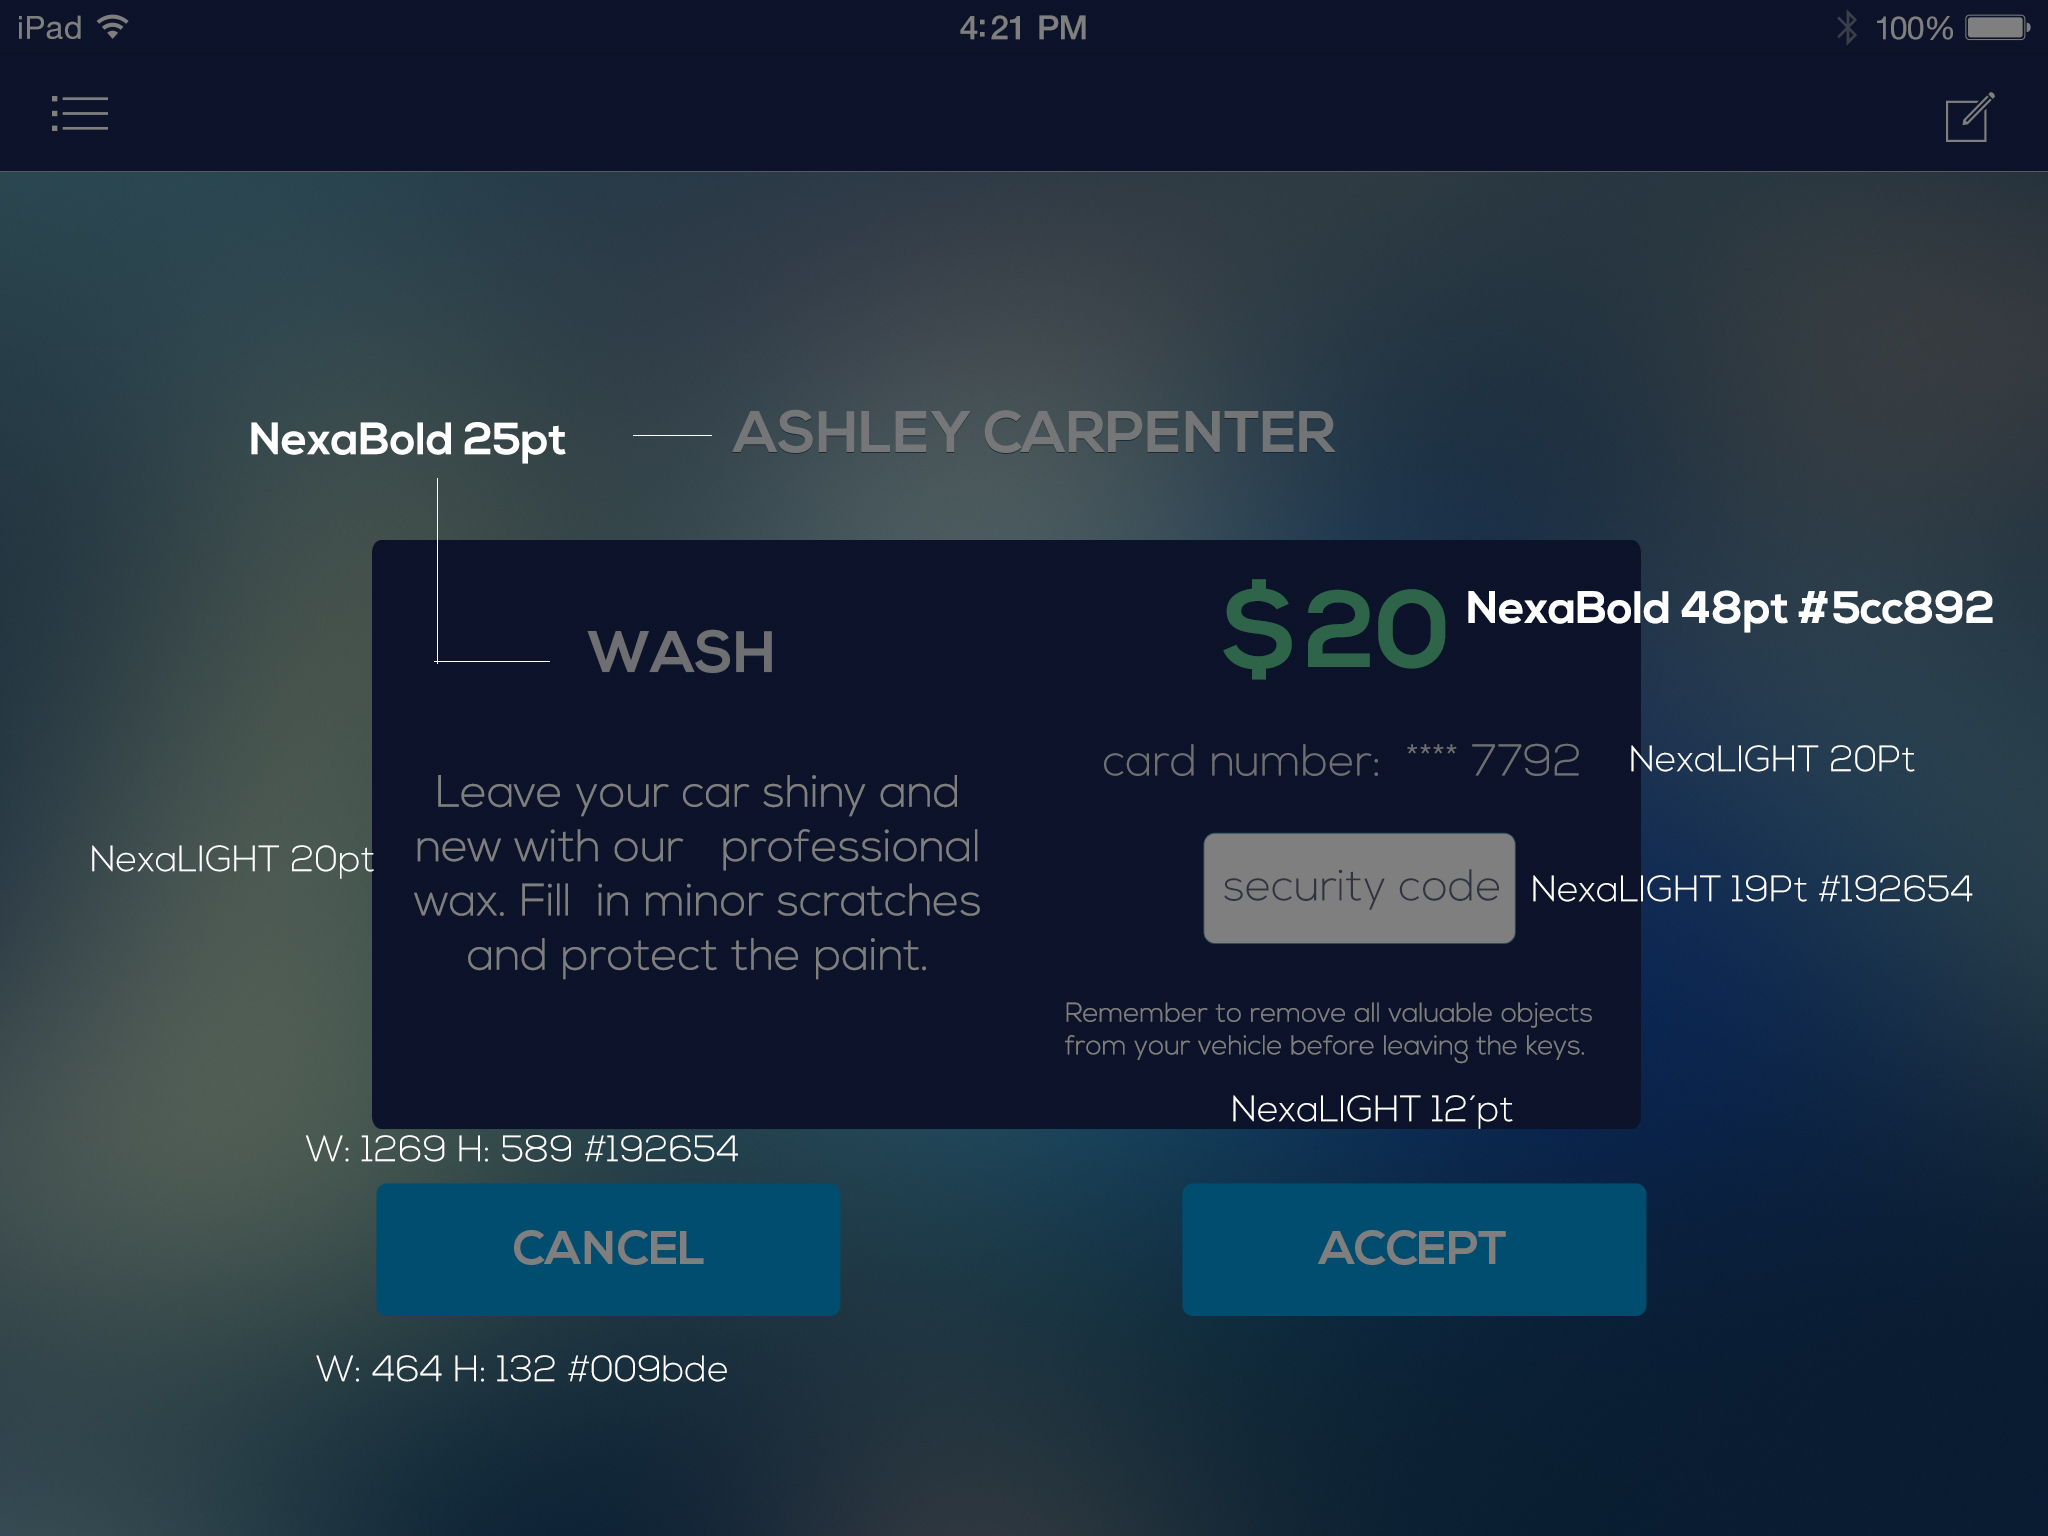 iPad 4:21 PM 100%
NexaBold 25pt ASHLEY CARPENTER
WASH
$20 NexaBold 48pt #5cc892
card number: **** 7792 NexaLIGHT 20Pt
Leave your car shiny and
new with our professional
wax. Fill in minor scratches
and protect the paint.
NexaLIGHT 20pt
security code NexaLIGHT 19Pt #192654
Remember to remove all valuable objects
from your vehicle before leaving the keys.
NexaLIGHT 12´pt
W: 1269 H: 589 #192654
CANCEL ACCEPT
W: 464 H: 132 #009bde